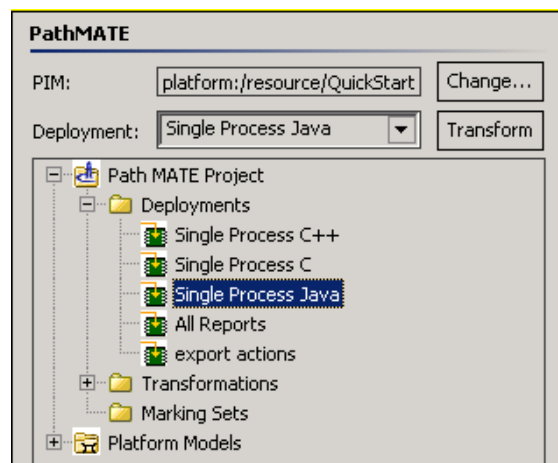 PathMATE
PIM: platform:/resource/QuickStart Change...
Deployment: Single Process Java Transform
Path MATE Project
Deployments
Single Process C++
Single Process C
Single Process Java
All Reports
export actions
Transformations
Marking Sets
Platform Models